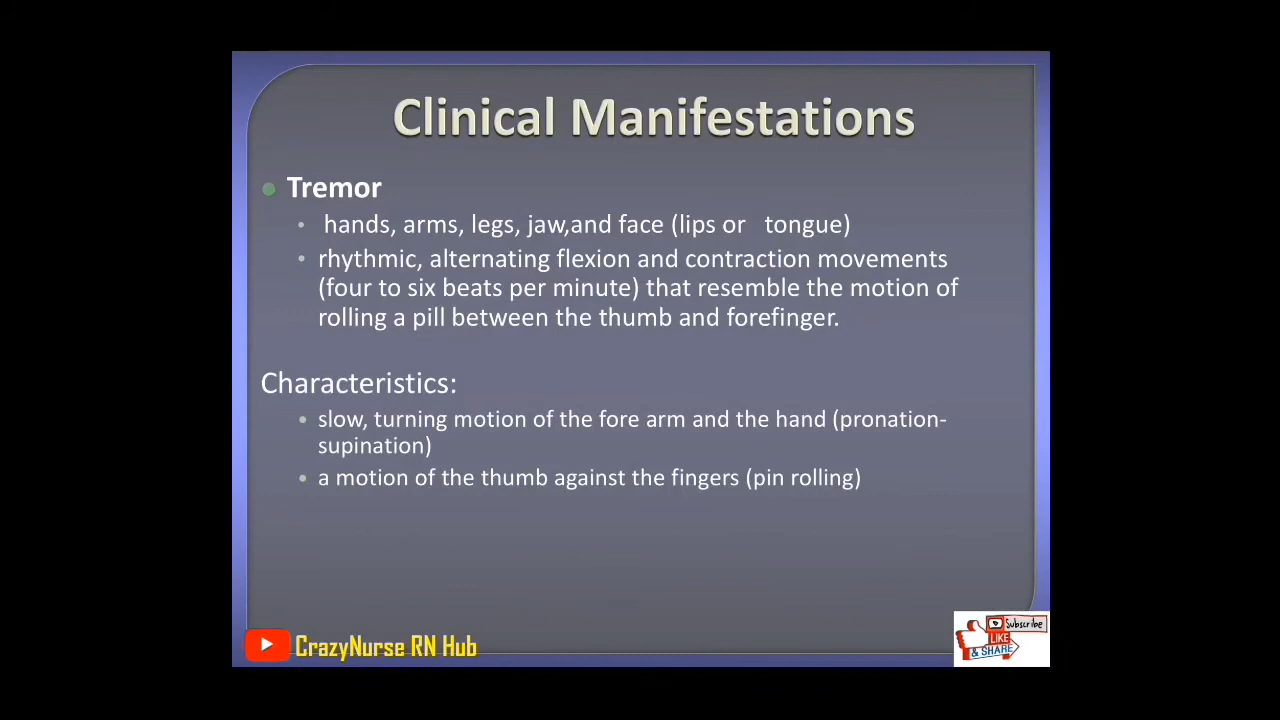 Clinical Manifestations
Tremor
hands, arms, legs, jaw,and face (lips or tongue)
rhythmic, alternating flexion and contraction movements
(four to six beats per minute) that resemble the motion of
rolling a pill between the thumb and forefinger.
Characteristics:
slow, turning motion of the fore arm and the hand (pronation-
supination)
a motion of the thumb against the fingers (pin rolling)
CrazyNurse RN Hub
Subscribe
LIKE
& SHARE